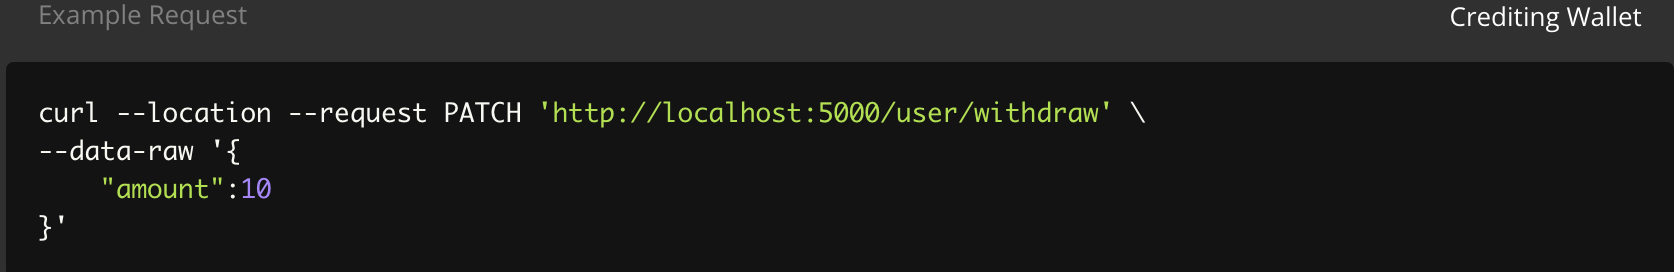 Example Request
Crediting Wallet
curl --location --request PATCH 'http://localhost:5000/user/withdraw' \
--data-raw '{
    "amount":10
}'